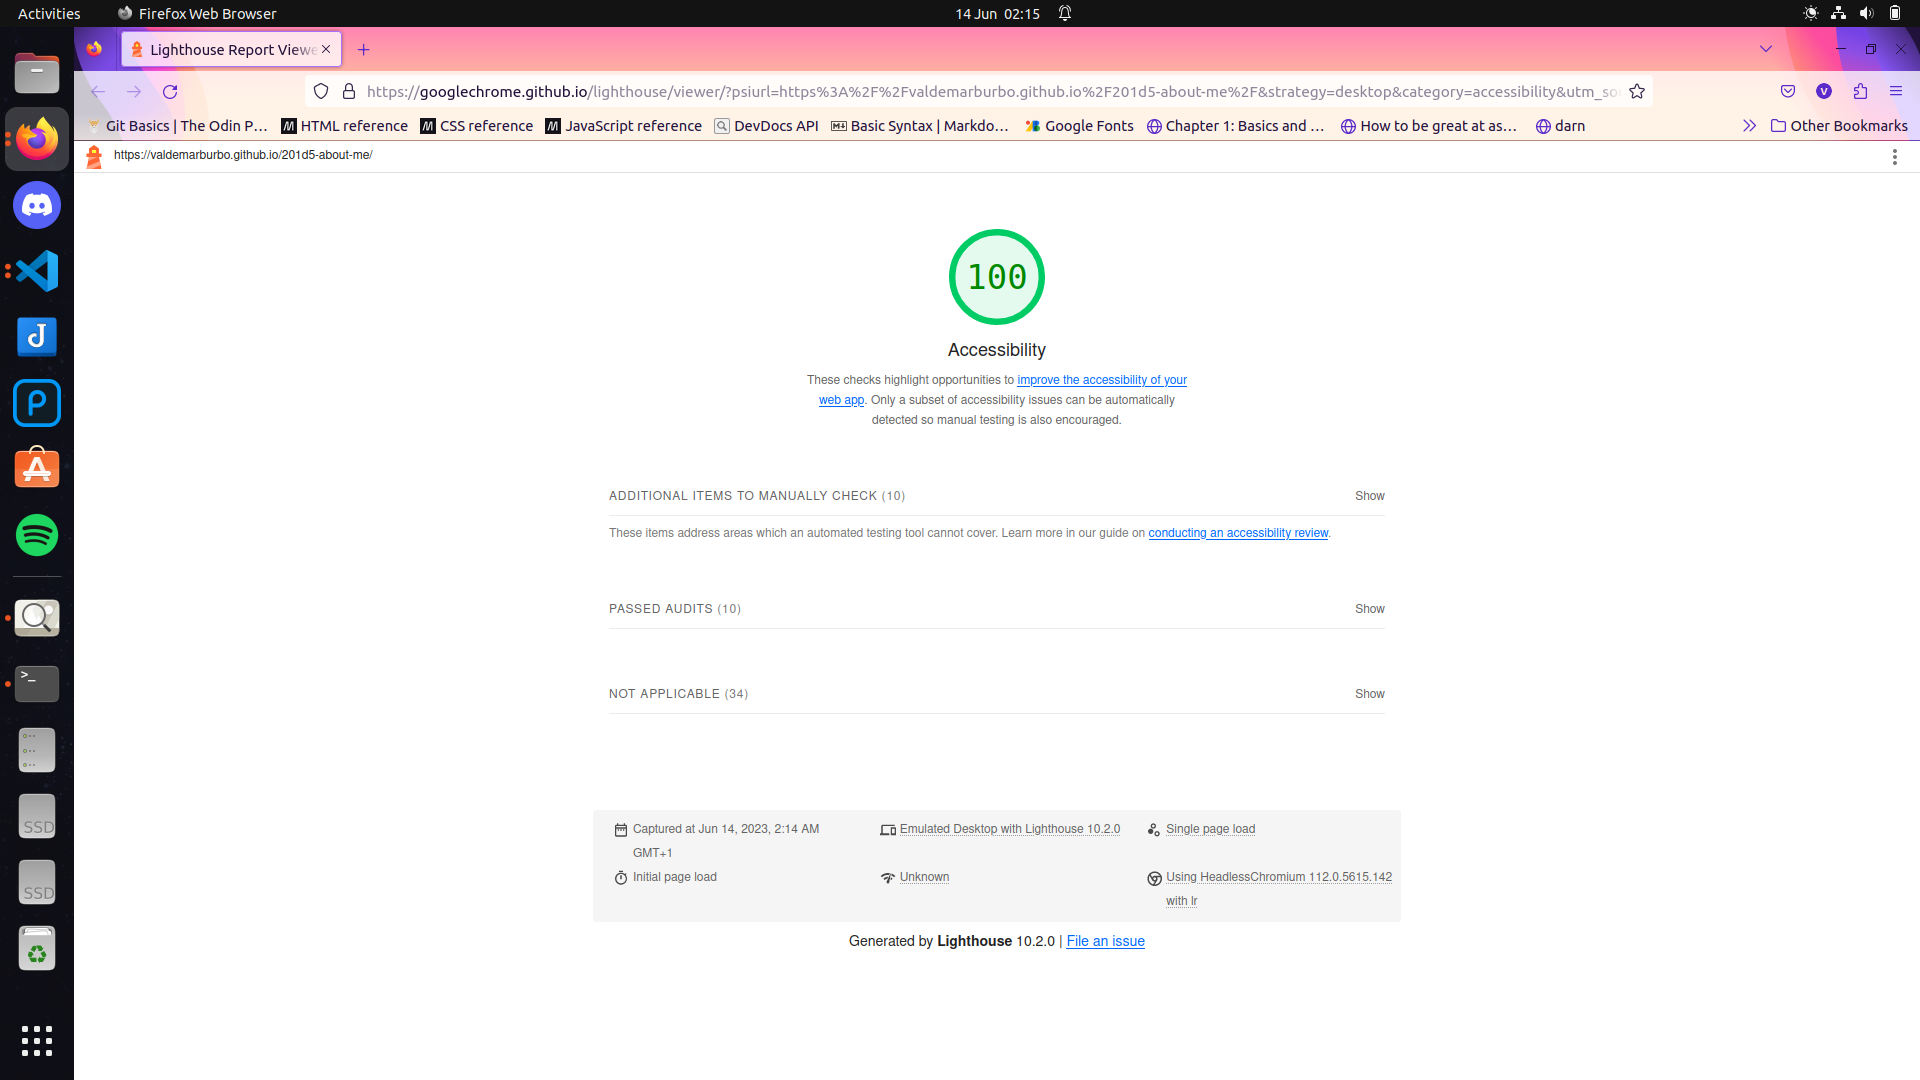 Activities
Firefox Web Browser
14 Jun 02:15
Lighthouse Report Viewe
https://googlechrome.github.io/lighthouse/viewer/?psiurl=https%3A%2F%2Fvaldemarburbo.github.io%2F201d5-about-me%2F&strategy=desktop&category=accessibility&utm_so
V
Git Basics | The Odin P…
HTML reference
CSS reference
JavaScript reference
DevDocs API
Basic Syntax | Markdo…
Google Fonts
Chapter 1: Basics and …
How to be great at as…
darn
Other Bookmarks
https://valdemarburbo.github.io/201d5-about-me/
100
Accessibility
These checks highlight opportunities to improve the accessibility of your
web app. Only a subset of accessibility issues can be automatically
detected so manual testing is also encouraged.
ADDITIONAL ITEMS TO MANUALLY CHECK (10)
Show
These items address areas which an automated testing tool cannot cover. Learn more in our guide on conducting an accessibility review.
PASSED AUDITS (10)
Show
NOT APPLICABLE (34)
Show
Captured at Jun 14, 2023, 2:14 AM
GMT+1
Emulated Desktop with Lighthouse 10.2.0
Single page load
Initial page load
Unknown
Using HeadlessChromium 112.0.5615.142
with lr
Generated by Lighthouse 10.2.0 | File an issue
SSD
SSD